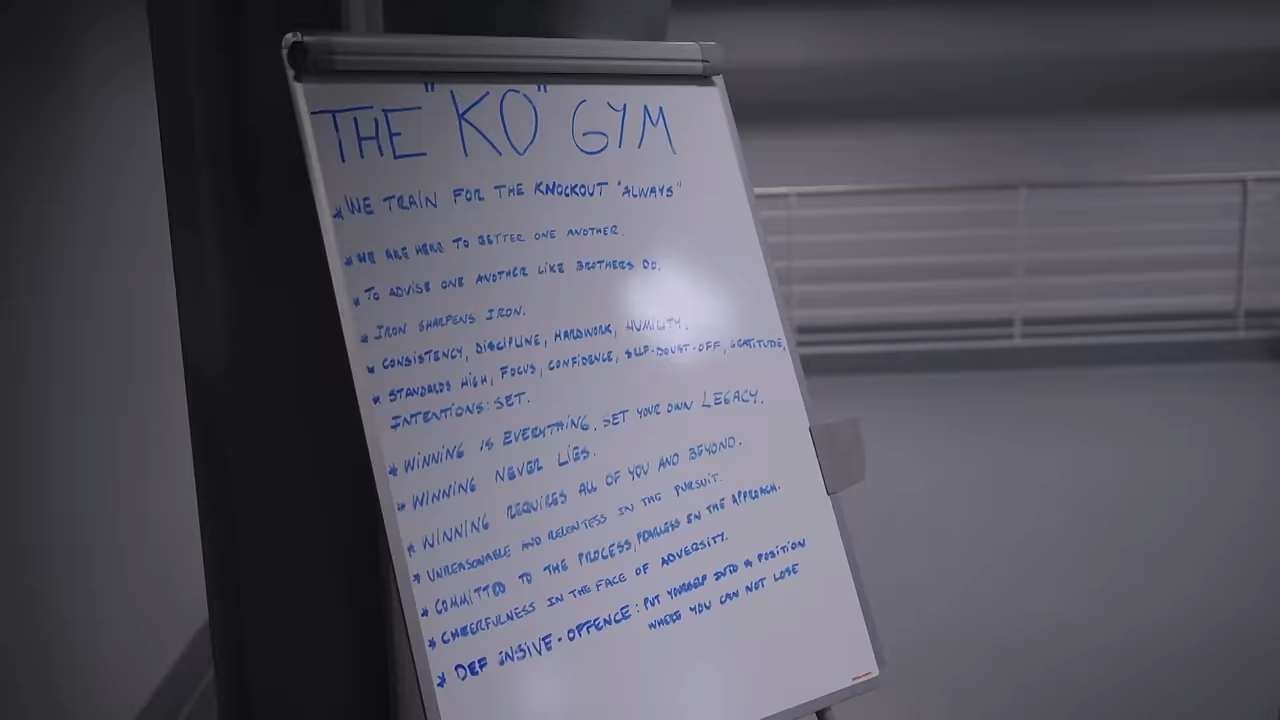 THE "KO" GYM
* WE TRAIN FOR THE KNOCKOUT "ALWAYS"
* WE ARE HERE TO BETTER ONE ANOTHER.
* TO ADVISE ONE ANOTHER LIKE BROTHERS DO.
* IRON SHARPENS IRON.
* CONSISTENCY, DISCIPLINE, HARDWORK, HUMILITY.
* STANDARDS HIGH, FOCUS, CONFIDENCE, SELF-DOUBT-OFF, GRATITUDE,
INTENTIONS: SET.
* WINNING IS EVERYTHING. SET YOUR OWN LEGACY.
* WINNING NEVER LIES.
* WINNING REQUIRES ALL OF YOU AND BEYOND.
* UNREASONABLE AND RELENTLESS IN THE PURSUIT.
* COMMITTED TO THE PROCESS, FEARLESS IN THE APPROACH.
* CHEERFULNESS IN THE FACE OF ADVERSITY.
* DEFENSIVE-OFFENCE: PUT YOURSELF INTO A POSITION
WHERE YOU CAN NOT LOSE